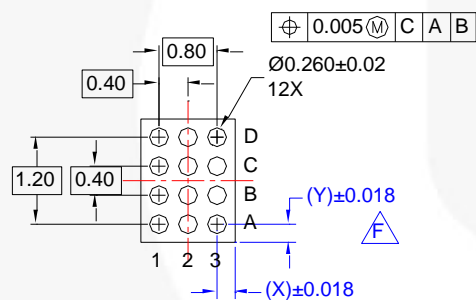 ⌖ 0.005 Ⓜ C A B
0.80
Ø0.260±0.02
12X
0.40
D
C
B
A
1.20
0.40
(Y)±0.018
F
1 2 3
(X)±0.018